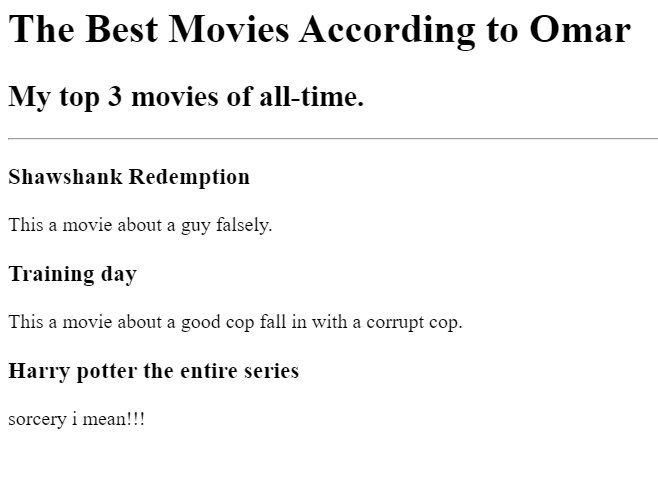 The Best Movies According to Omar
My top 3 movies of all-time.
Shawshank Redemption
This a movie about a guy falsely.
Training day
This a movie about a good cop fall in with a corrupt cop.
Harry potter the entire series
sorcery i mean!!!